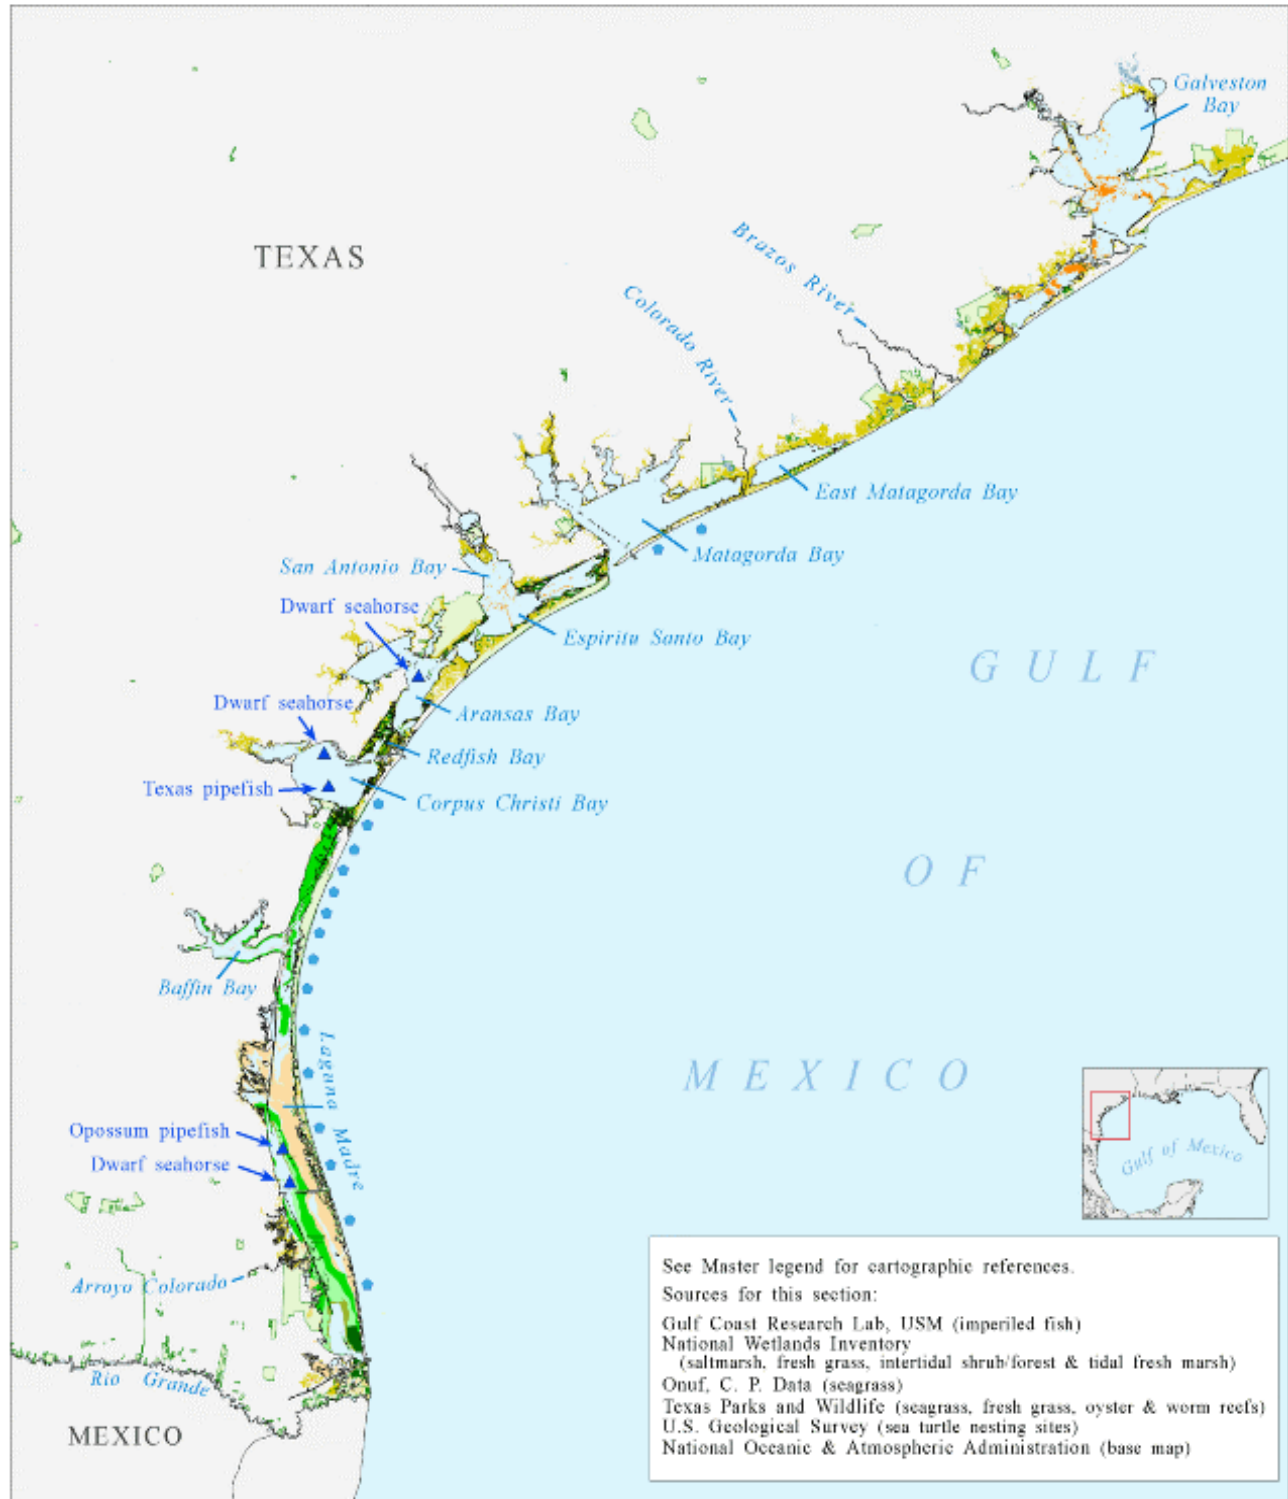 Galveston
Bay
TEXAS
Brazos River
Colorado River
East Matagorda Bay
Matagorda Bay
San Antonio Bay
Dwarf seahorse
Espiritu Santo Bay
GULF
Dwarf seahorse
Aransas Bay
Redfish Bay
Texas pipefish
Corpus Christi Bay
OF
Baffin Bay
Laguna Madre
MEXICO
Opossum pipefish
Dwarf seahorse
Gulf of Mexico
Arroyo Colorado
Rio Grande
MEXICO
See Master legend for cartographic references.
Sources for this section:
Gulf Coast Research Lab, USM (imperiled fish)
National Wetlands Inventory
(saltmarsh, fresh grass, intertidal shrub/forest & tidal fresh marsh)
Onuf, C. P. Data (seagrass)
Texas Parks and Wildlife (seagrass, fresh grass, oyster & worm reefs)
U.S. Geological Survey (sea turtle nesting sites)
National Oceanic & Atmospheric Administration (base map)